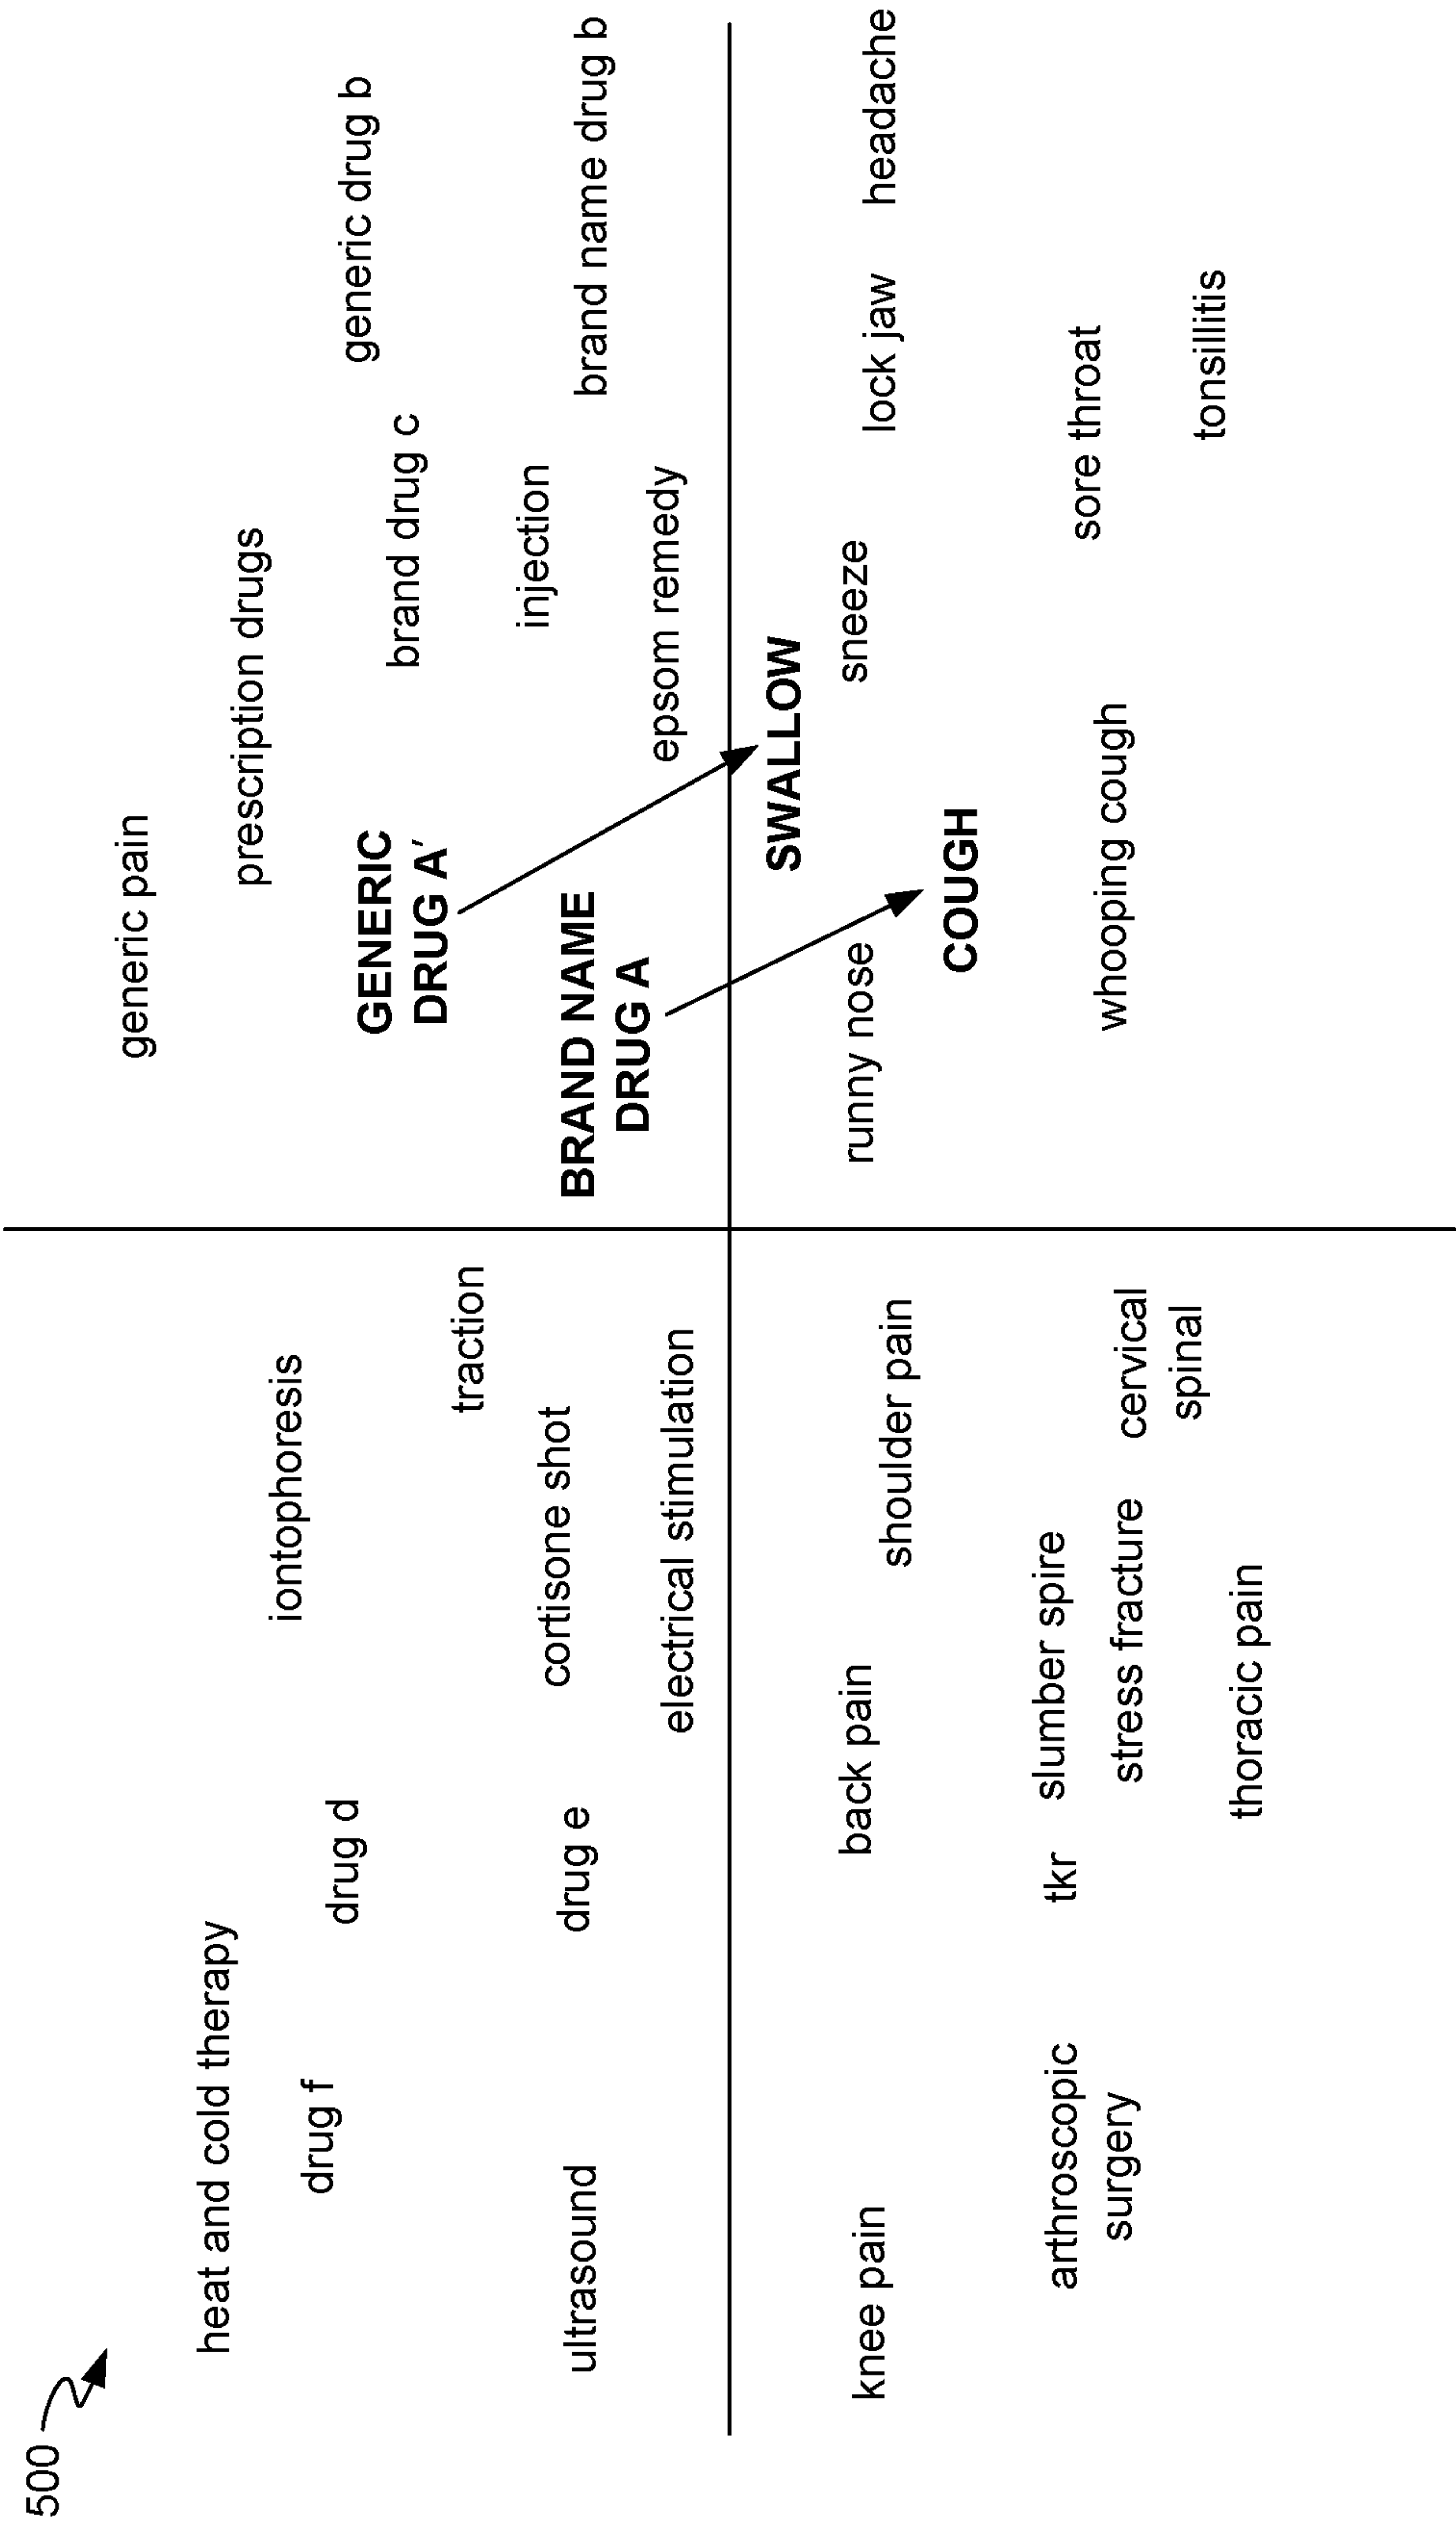 500
heat and cold therapy
drug f
drug d
iontophoresis
traction
drug e
cortisone shot
ultrasound
electrical stimulation
generic pain
prescription drugs
generic drug b
GENERIC
DRUG A′
brand drug c
injection
brand name drug b
BRAND NAME
DRUG A
epsom remedy
knee pain
back pain
shoulder pain
arthroscopic
surgery
tkr
slumber spire
stress fracture
cervical
spinal
thoracic pain
SWALLOW
runny nose
sneeze
lock jaw
headache
COUGH
sore throat
whooping cough
tonsillitis